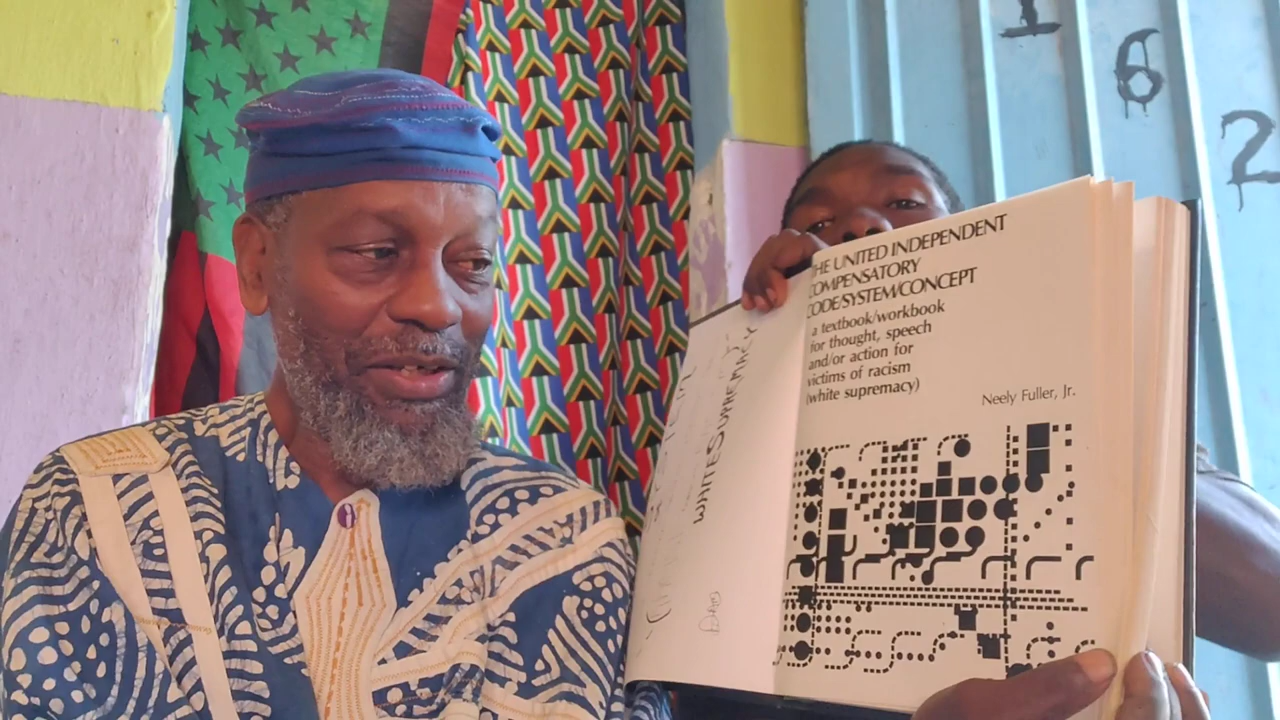 1
6
2
THE UNITED INDEPENDENT
COMPENSATORY
CODE/SYSTEM/CONCEPT
a textbook/workbook
for thought, speech
and/or action for
victims of racism
(white supremacy)
Neely Fuller, Jr.
WHITE SUPREMACY